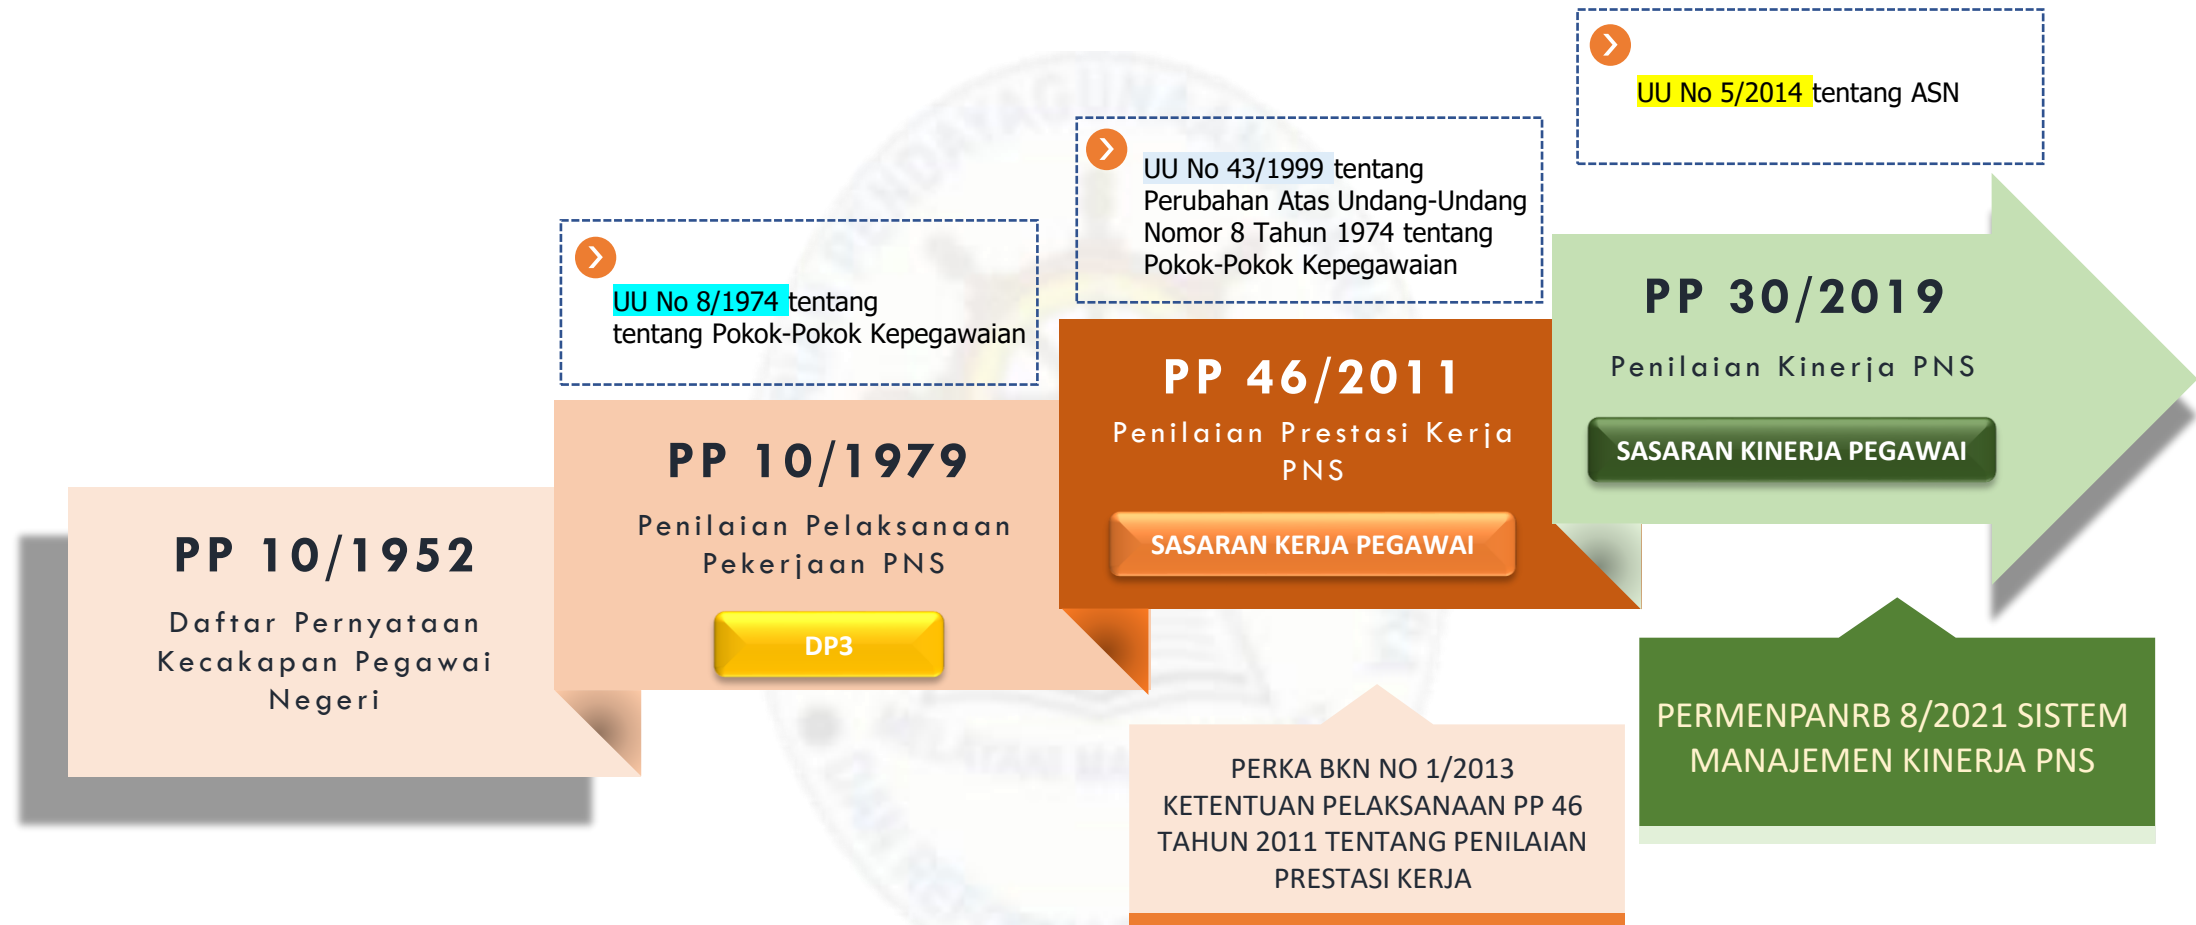 UU No 5/2014 tentang ASN
UU No 43/1999 tentang
Perubahan Atas Undang-Undang
Nomor 8 Tahun 1974 tentang
Pokok-Pokok Kepegawaian
UU No 8/1974 tentang
tentang Pokok-Pokok Kepegawaian
PP 10/1952
Daftar Pernyataan
Kecakapan Pegawai
Negeri
PP 10/1979
Penilaian Pelaksanaan
Pekerjaan PNS
DP3
PP 46/2011
Penilaian Prestasi Kerja
PNS
SASARAN KERJA PEGAWAI
PP 30/2019
Penilaian Kinerja PNS
SASARAN KINERJA PEGAWAI
PERKA BKN NO 1/2013
KETENTUAN PELAKSANAAN PP 46
TAHUN 2011 TENTANG PENILAIAN
PRESTASI KERJA
PERMENPANRB 8/2021 SISTEM
MANAJEMEN KINERJA PNS